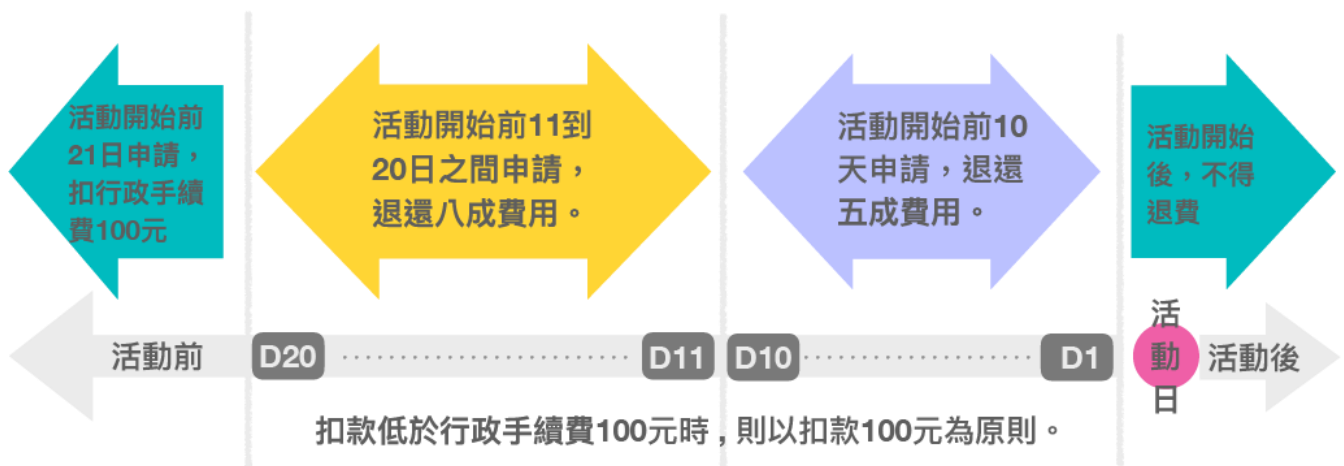 活動開始前
21日申請，
扣行政手續
費100元
活動開始前11到
20日之間申請，
退還八成費用。
活動開始前10
天申請，退還
五成費用。
活動開始
後，不得
退費
活動前
D20
D11
D10
D1
活動日
活動後
扣款低於行政手續費100元時，則以扣款100元為原則。